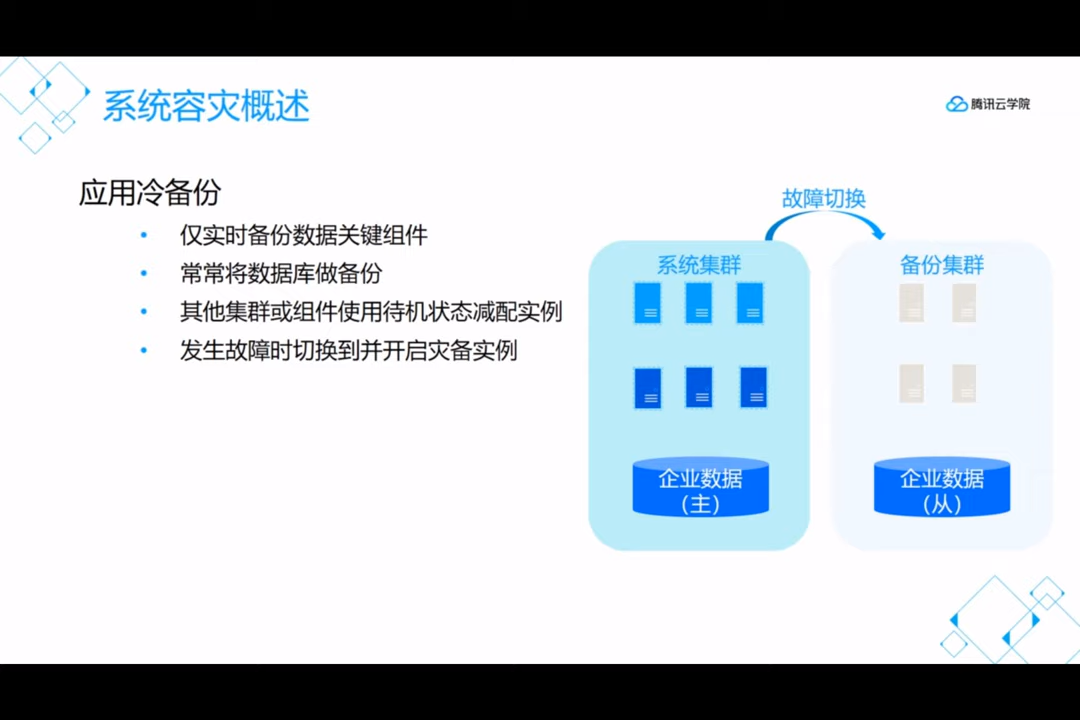 系统容灾概述
腾讯云学院
应用冷备份
• 仅实时备份数据关键组件
• 常常将数据库做备份
• 其他集群或组件使用待机状态减配实例
• 发生故障时切换到并开启灾备实例
故障切换
系统集群
企业数据
（主）
备份集群
企业数据
（从）